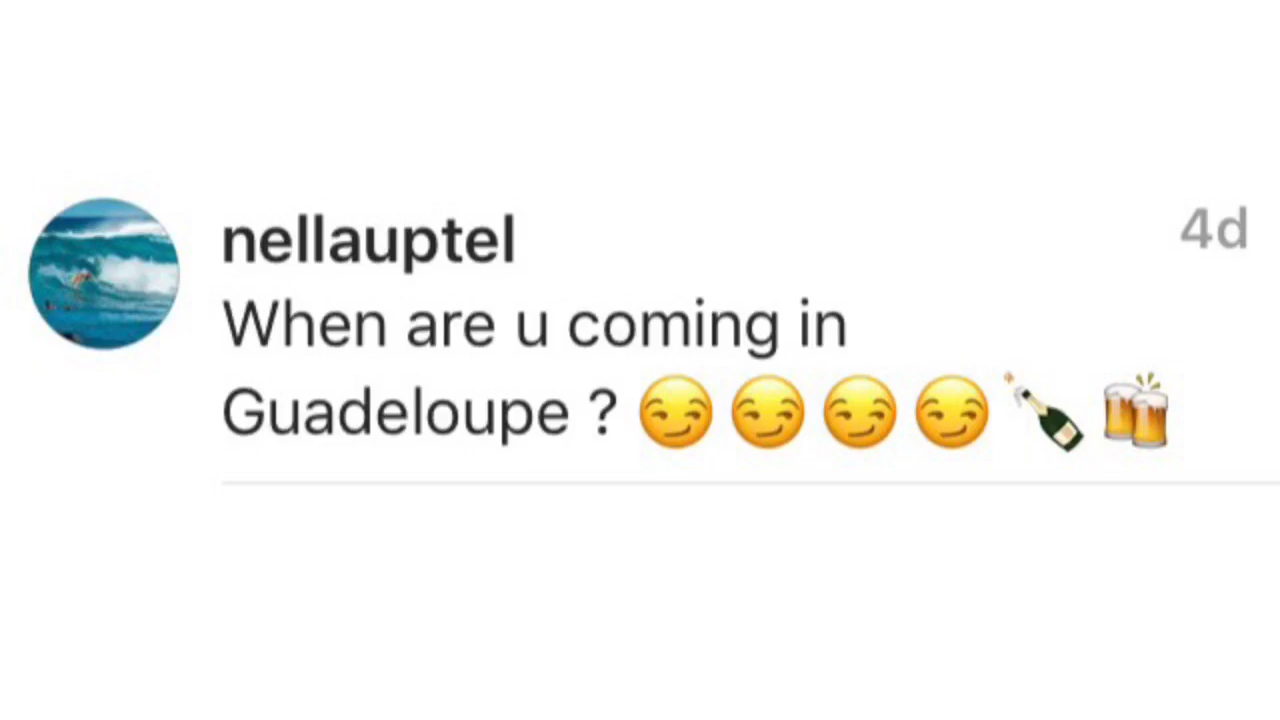 nellauptel 4d
When are u coming in
Guadeloupe ? 😏 😏 😏 😏 🍾 🍻